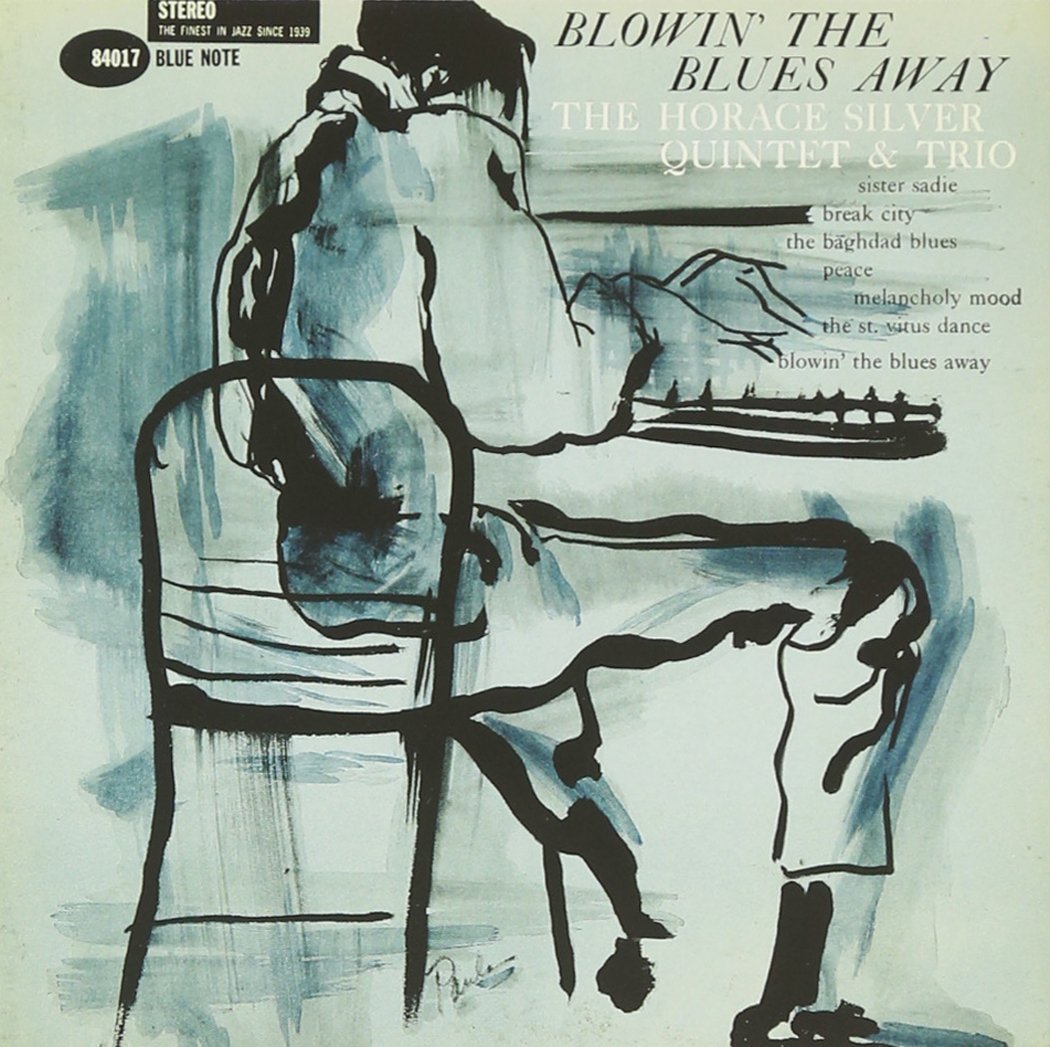 STEREO
THE FINEST IN JAZZ SINCE 1939
84017 BLUE NOTE
BLOWIN' THE
BLUES AWAY
THE HORACE SILVER
QUINTET & TRIO
sister sadie
break city
the baghdad blues
peace
melancholy mood
the st. vitus dance
blowin' the blues away
Paula